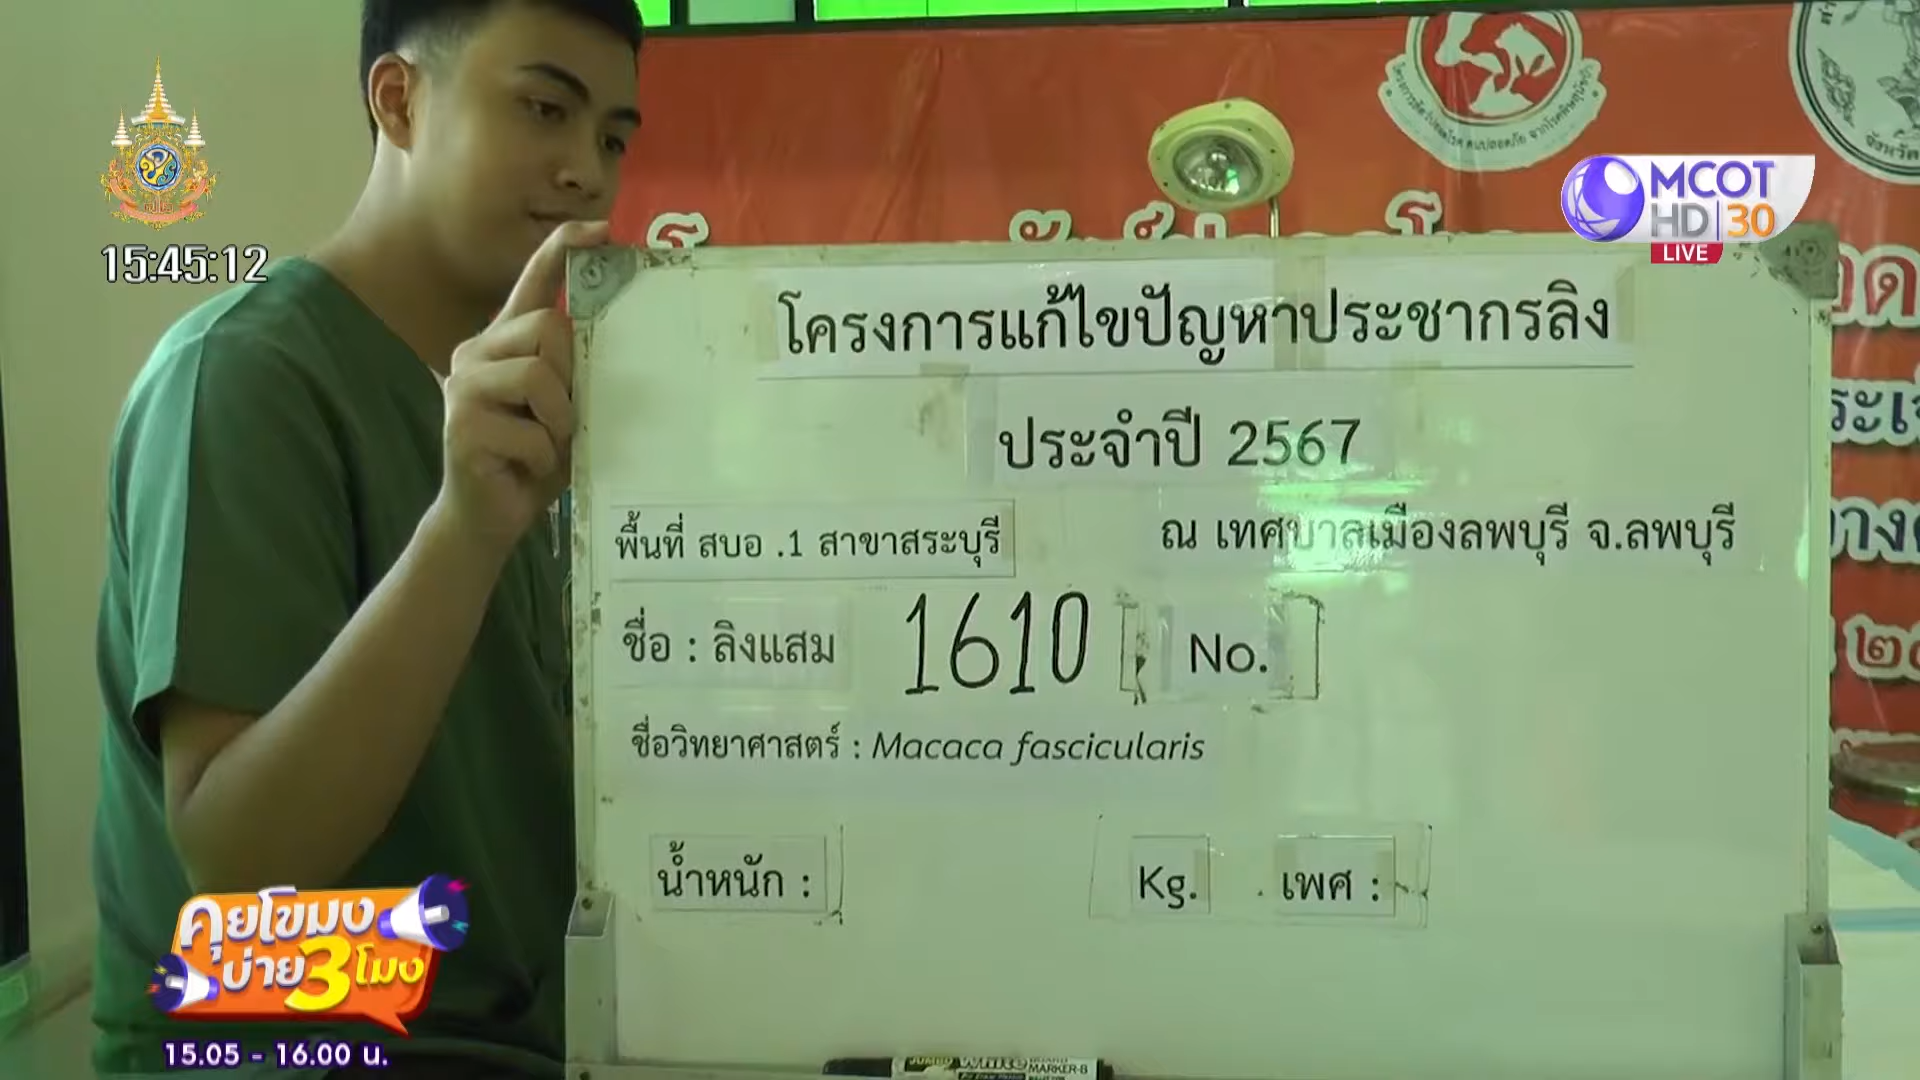 15:45:12
MCOT
HD 30
LIVE
โครงการแก้ไขปัญหาประชากรลิง
ประจำปี 2567
พื้นที่ สบอ .1 สาขาสระบุรี
ณ เทศบาลเมืองลพบุรี จ.ลพบุรี
ชื่อ : ลิงแสม 1610 No.
ชื่อวิทยาศาสตร์ : Macaca fascicularis
น้ำหนัก : Kg. เพศ :
คุยโขมง
บ่าย 3 โมง
15.05 - 16.00 น.
MARKER-B